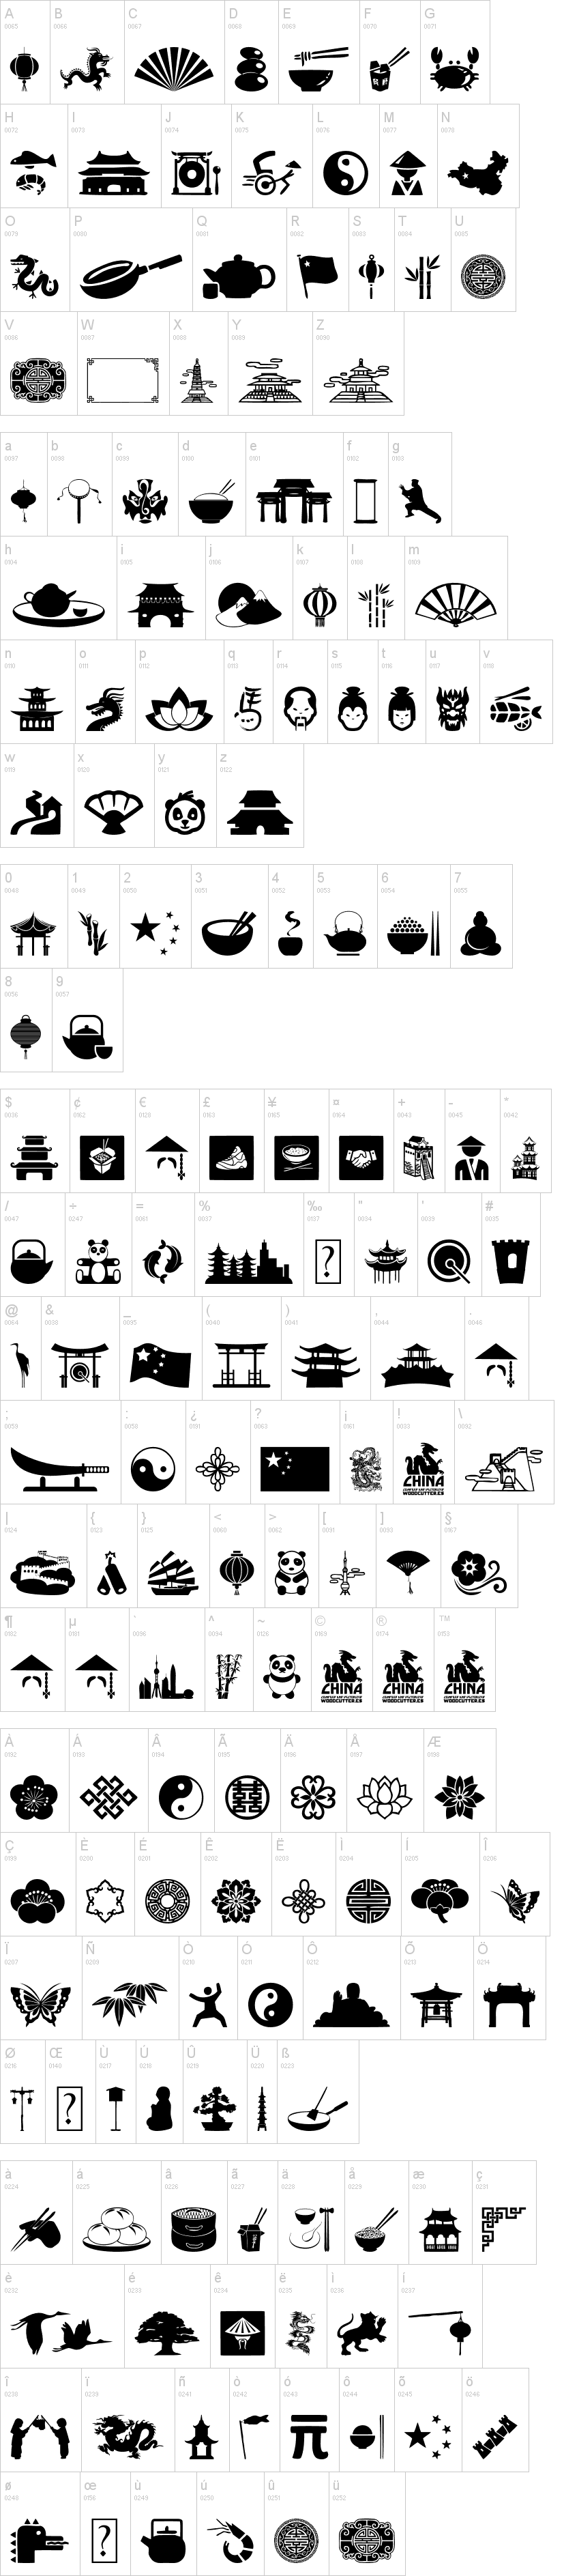 A B C D E F G
0065 0066 0067 0068 0069 0070 0071
H I J K L M N
0072 0073 0074 0075 0076 0077 0078
O P Q R S T U
0079 0080 0081 0082 0083 0084 0085
V W X Y Z
0086 0087 0088 0089 0090
a b c d e f g
0097 0098 0099 0100 0101 0102 0103
h i j k l m
0104 0105 0106 0107 0108 0109
n o p q r s t u v
0110 0111 0112 0113 0114 0115 0116 0117 0118
w x y z
0119 0120 0121 0122
0 1 2 3 4 5 6 7
0048 0049 0050 0051 0052 0053 0054 0055
8 9
0056 0057
$ ¢ € £ ¥ ¤ + - *
0036 0162 0128 0163 0165 0164 0043 0045 0042
/ ÷ = % ‰ " ' #
0047 0247 0061 0037 0137 0034 0039 0035
?
@ & _ ( ) , .
0064 0038 0095 0040 0041 0044 0046
; : ¿ ? ¡ ! \
0059 0058 0191 0063 0161 0033 0092
CHINA
WOODCUTTER.ES
| { } < > [ ] §
0124 0123 0125 0060 0062 0091 0093 0167
¶ µ ` ^ ~ © ® ™
0182 0181 0096 0094 0126 0169 0174 0153
CHINA CHINA CHINA
WOODCUTTER.ES WOODCUTTER.ES WOODCUTTER.ES
À Á Â Ã Ä Å Æ
0192 0193 0194 0195 0196 0197 0198
Ç È É Ê Ë Ì Í Î
0199 0200 0201 0202 0203 0204 0205 0206
Ï Ñ Ò Ó Ô Õ Ö
0207 0209 0210 0211 0212 0213 0214
Ø Œ Ù Ú Û Ü ß
0216 0140 0217 0218 0219 0220 0223
?
à á â ã ä å æ ç
0224 0225 0226 0227 0228 0229 0230 0231
è é ê ë ì í
0232 0233 0234 0235 0236 0237
î ï ñ ò ó ô õ ö
0238 0239 0241 0242 0243 0244 0245 0246
ø œ ù ú û ü
0248 0156 0249 0250 0251 0252
?